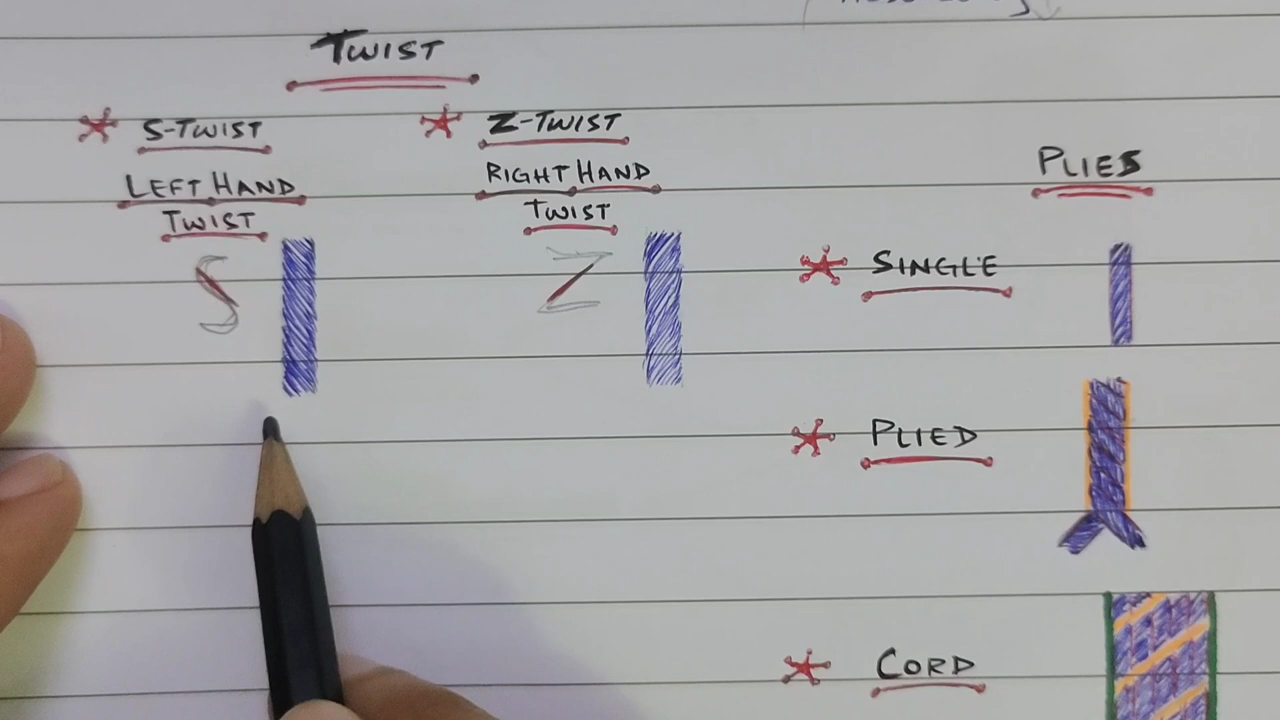 TWIST
S-TWIST
LEFT HAND
TWIST
S
Z-TWIST
RIGHT HAND
TWIST
Z
PLIES
SINGLE
PLIED
CORD